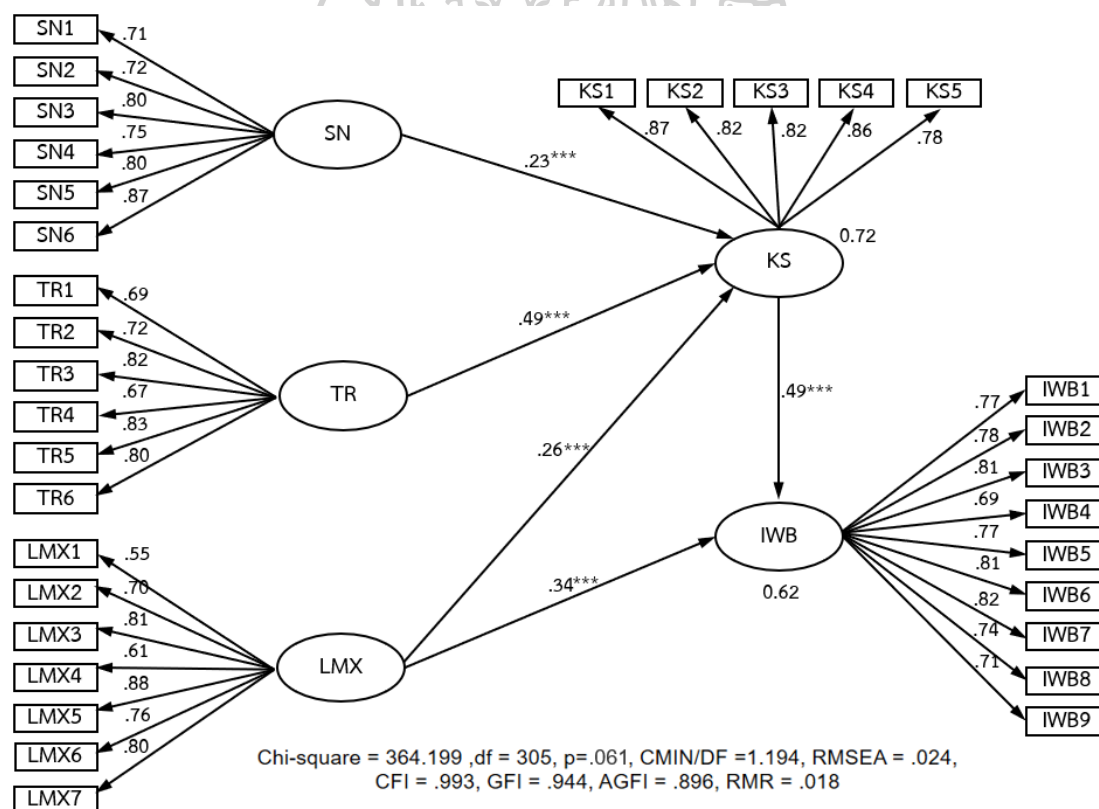 SN1
.71
SN2
.72
SN3
.80
SN4
.75
SN5
.80
SN6
.87
SN
.23***
KS1
KS2
KS3
KS4
KS5
.87
.82
.82
.86
.78
KS
0.72
TR1
.69
TR2
.72
TR3
.82
TR4
.67
TR5
.83
TR6
.80
TR
.49***
.49***
.26***
.34***
LMX1
.55
LMX2
.70
LMX3
.81
LMX4
.61
LMX5
.88
LMX6
.76
LMX7
.80
LMX
IWB
0.62
IWB1
.77
IWB2
.78
IWB3
.81
IWB4
.69
IWB5
.77
IWB6
.81
IWB7
.82
IWB8
.74
IWB9
.71
Chi-square = 364.199 ,df = 305, p=.061, CMIN/DF =1.194, RMSEA = .024,
CFI = .993, GFI = .944, AGFI = .896, RMR = .018